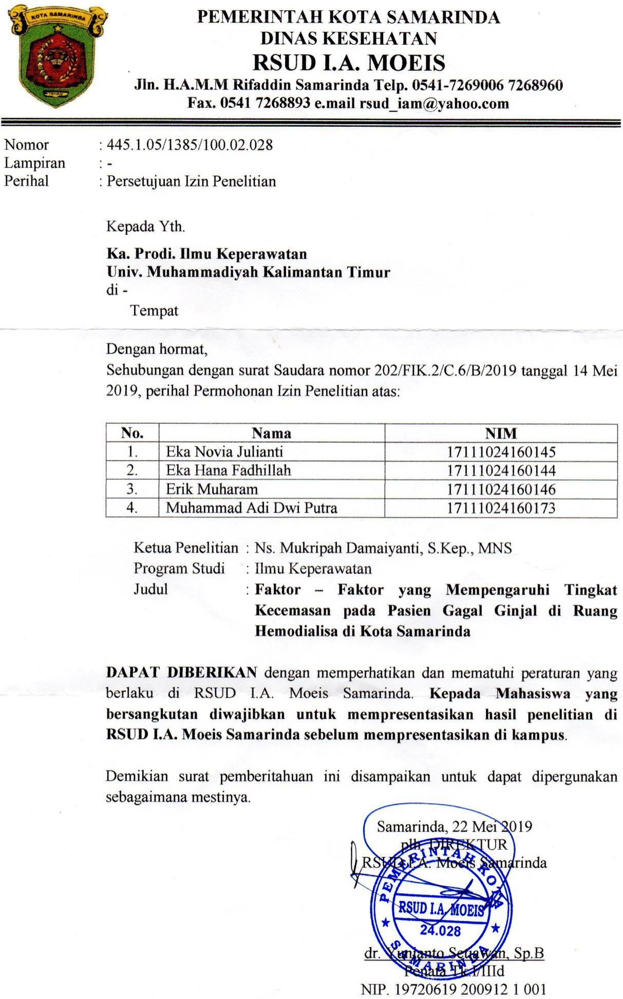 KOTA SAMARINDA
PEMERINTAH KOTA SAMARINDA
DINAS KESEHATAN
RSUD I.A. MOEIS
Jln. H.A.M.M Rifaddin Samarinda Telp. 0541-7269006 7268960
Fax. 0541 7268893 e.mail rsud_iam@yahoo.com
Nomor : 445.1.05/1385/100.02.028
Lampiran : -
Perihal : Persetujuan Izin Penelitian
Kepada Yth.
Ka. Prodi. Ilmu Keperawatan
Univ. Muhammadiyah Kalimantan Timur
di -
Tempat
Dengan hormat,
Sehubungan dengan surat Saudara nomor 202/FIK.2/C.6/B/2019 tanggal 14 Mei
2019, perihal Permohonan Izin Penelitian atas:
No. Nama NIM
1. Eka Novia Julianti 17111024160145
2. Eka Hana Fadhillah 17111024160144
3. Erik Muharam 17111024160146
4. Muhammad Adi Dwi Putra 17111024160173
Ketua Penelitian : Ns. Mukripah Damaiyanti, S.Kep., MNS
Program Studi : Ilmu Keperawatan
Judul : Faktor – Faktor yang Mempengaruhi Tingkat
Kecemasan pada Pasien Gagal Ginjal di Ruang
Hemodialisa di Kota Samarinda
DAPAT DIBERIKAN dengan memperhatikan dan mematuhi peraturan yang
berlaku di RSUD I.A. Moeis Samarinda. Kepada Mahasiswa yang
bersangkutan diwajibkan untuk mempresentasikan hasil penelitian di
RSUD I.A. Moeis Samarinda sebelum mempresentasikan di kampus.
Demikian surat pemberitahuan ini disampaikan untuk dapat dipergunakan
sebagaimana mestinya.
Samarinda, 22 Mei 2019
plh. DIREKTUR
RSUD I.A. Moeis Samarinda
PEMERINTAH KOTA
RSUD I.A. MOEIS
24.028
SAMARINDA
dr. Yunianto Setiawan, Sp.B
Penata Tk.I/IIId
NIP. 19720619 200912 1 001